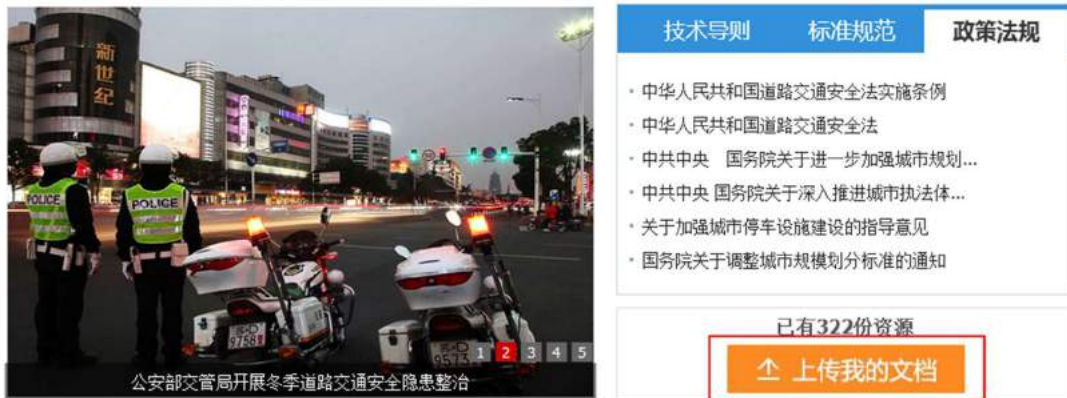 新世纪
POLICE
POLICE
苏·D
9758
苏·D
9573
1 2 3 4 5
公安部交管局开展冬季道路交通安全隐患整治
技术导则 标准规范 政策法规
中华人民共和国道路交通安全法实施条例
中华人民共和国道路交通安全法
中共中央 国务院关于进一步加强城市规划...
中共中央 国务院关于深入推进城市执法体...
关于加强城市停车设施建设的指导意见
国务院关于调整城市规模划分标准的通知
已有322份资源
上传我的文档